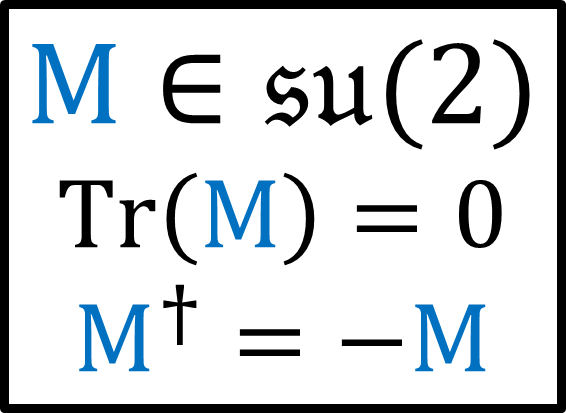 M ∈ 𝔰𝔲(2)
Tr(M) = 0
M† = −M